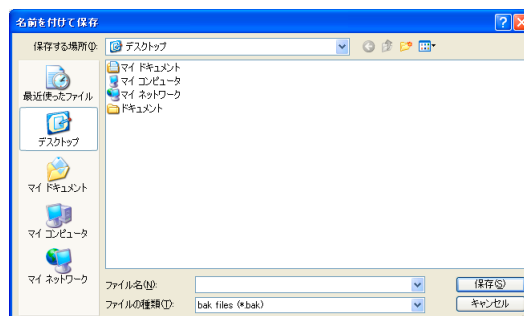 名前を付けて保存
保存する場所(I):
デスクトップ
最近使ったファイル
デスクトップ
マイ ドキュメント
マイ コンピュータ
マイ ネットワーク
マイ ドキュメント
マイ コンピュータ
マイ ネットワーク
ドキュメント
ファイル名(N):
保存(S)
ファイルの種類(T):
bak files (*.bak)
キャンセル